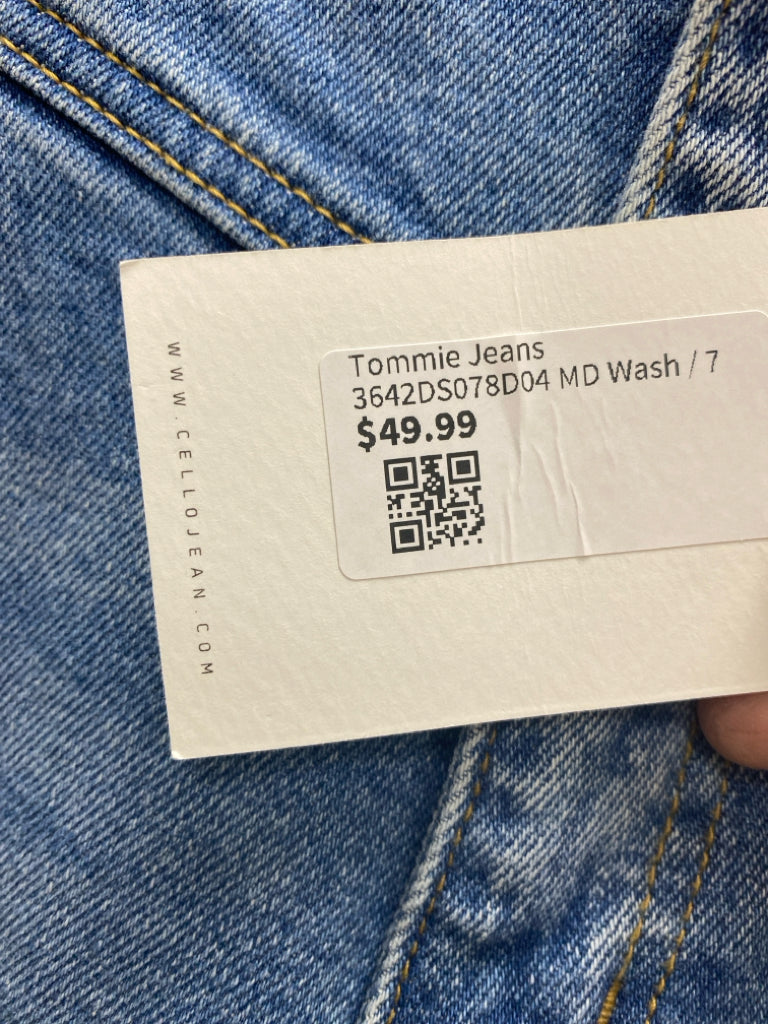 Tommie Jeans
3642DS078D04 MD Wash / 7
$49.99
WWW.CELLOJEAN.COM